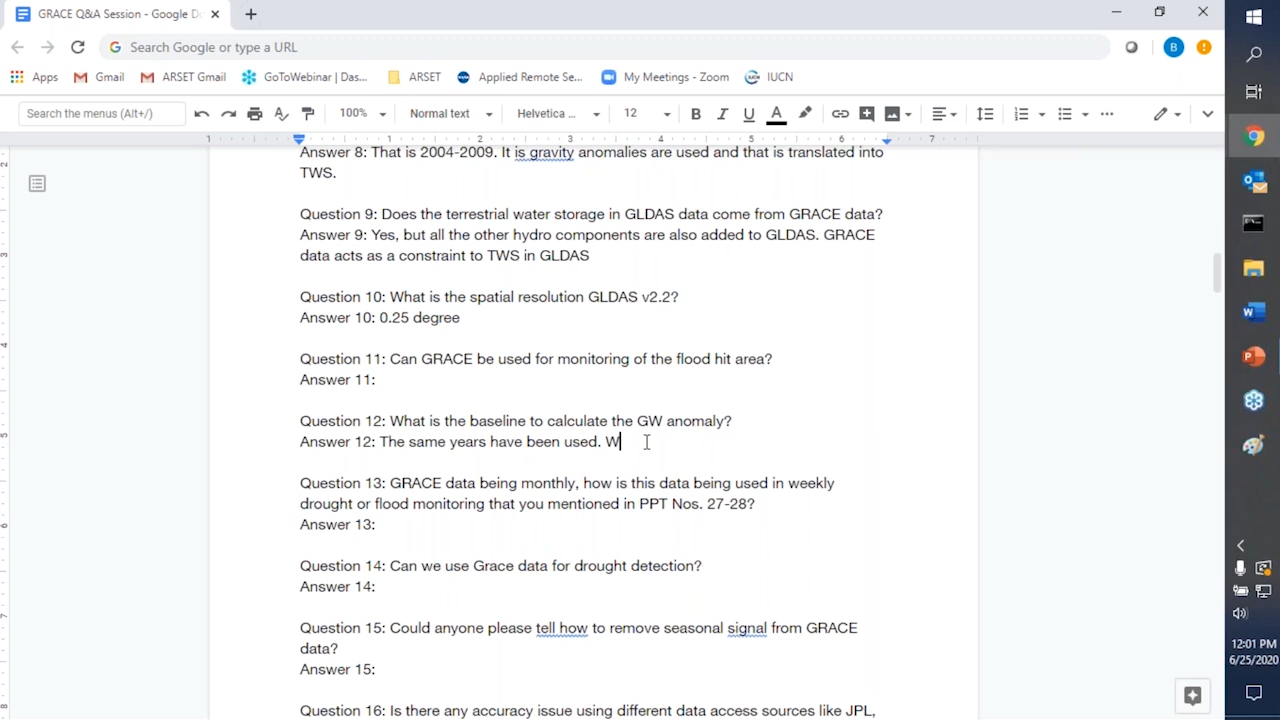 GRACE Q&A Session - Google D
Search Google or type a URL
B
Apps
Gmail
ARSET Gmail
GoToWebinar | Das...
ARSET
Applied Remote Se...
My Meetings - Zoom
IUCN
Search the menus (Alt+/)
100%
Normal text
Helvetica ...
12
B I U A
1 1 2 3 4 5 6 7
Answer 8: That is 2004-2009. It is gravity anomalies are used and that is translated into
TWS.
Question 9: Does the terrestrial water storage in GLDAS data come from GRACE data?
Answer 9: Yes, but all the other hydro components are also added to GLDAS. GRACE
data acts as a constraint to TWS in GLDAS
Question 10: What is the spatial resolution GLDAS v2.2?
Answer 10: 0.25 degree
Question 11: Can GRACE be used for monitoring of the flood hit area?
Answer 11:
Question 12: What is the baseline to calculate the GW anomaly?
Answer 12: The same years have been used. W
Question 13: GRACE data being monthly, how is this data being used in weekly
drought or flood monitoring that you mentioned in PPT Nos. 27-28?
Answer 13:
Question 14: Can we use Grace data for drought detection?
Answer 14:
Question 15: Could anyone please tell how to remove seasonal signal from GRACE
data?
Answer 15:
Question 16: Is there any accuracy issue using different data access sources like JPL,
12:01 PM
6/25/2020